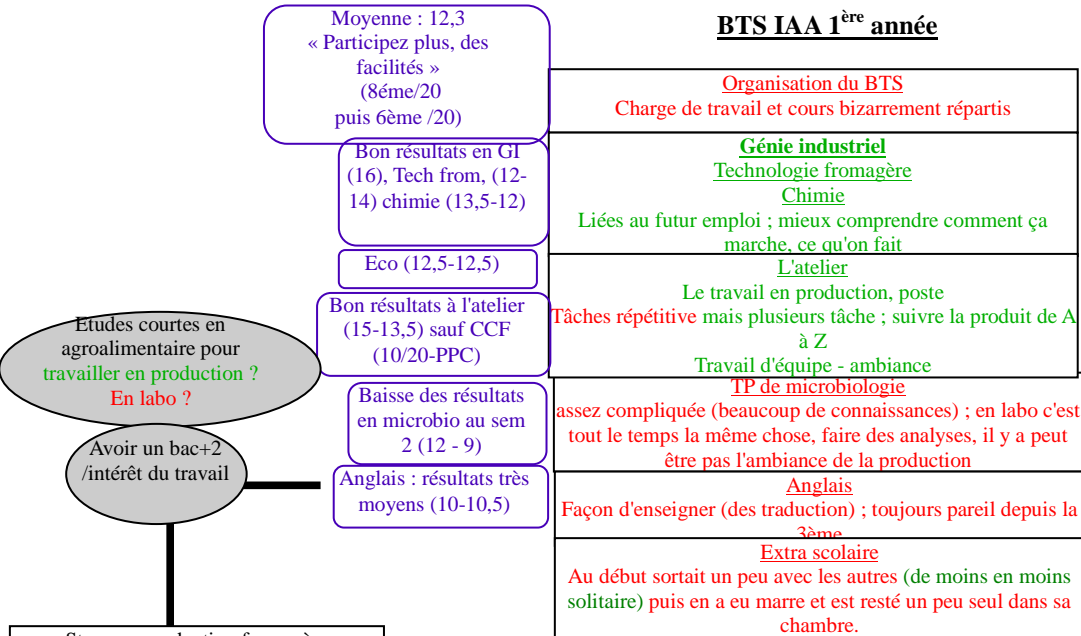 BTS IAA 1ère année
Moyenne : 12,3
« Participez plus, des
facilités »
(8éme/20
puis 6ème /20)
Organisation du BTS
Charge de travail et cours bizarrement répartis
Bon résultats en GI
(16), Tech from, (12-
14) chimie (13,5-12)
Génie industriel
Technologie fromagère
Chimie
Liées au futur emploi ; mieux comprendre comment ça
marche, ce qu'on fait
Eco (12,5-12,5)
L'atelier
Le travail en production, poste
Tâches répétitive mais plusieurs tâche ; suivre la produit de A
à Z
Travail d'équipe - ambiance
Bon résultats à l'atelier
(15-13,5) sauf CCF
(10/20-PPC)
Etudes courtes en
agroalimentaire pour
travailler en production ?
En labo ?
Baisse des résultats
en microbio au sem
2 (12 - 9)
TP de microbiologie
assez compliquée (beaucoup de connaissances) ; en labo c'est
tout le temps la même chose, faire des analyses, il y a peut
être pas l'ambiance de la production
Avoir un bac+2
/intérêt du travail
Anglais : résultats très
moyens (10-10,5)
Anglais
Façon d'enseigner (des traduction) ; toujours pareil depuis la
3ème
Extra scolaire
Au début sortait un peu avec les autres (de moins en moins
solitaire) puis en a eu marre et est resté un peu seul dans sa
chambre.